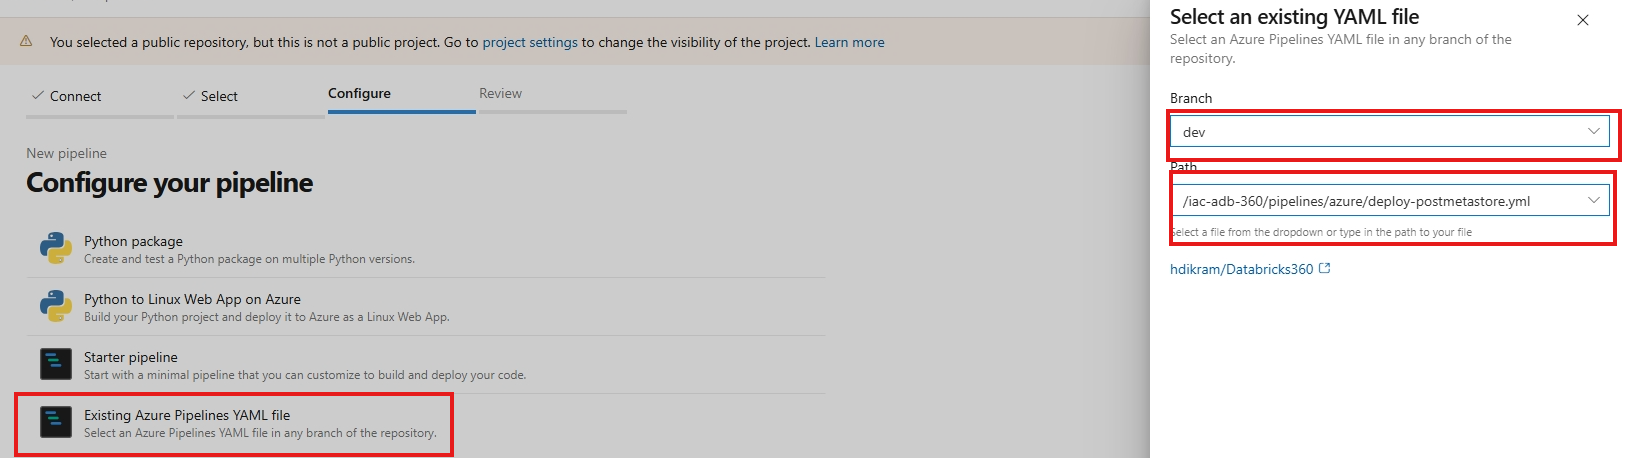 You selected a public repository, but this is not a public project. Go to project settings to change the visibility of the project. Learn more
Connect
Select
Configure
Review
New pipeline
Configure your pipeline
Python package
Create and test a Python package on multiple Python versions.
Python to Linux Web App on Azure
Build your Python project and deploy it to Azure as a Linux Web App.
Starter pipeline
Start with a minimal pipeline that you can customize to build and deploy your code.
Existing Azure Pipelines YAML file
Select an Azure Pipelines YAML file in any branch of the repository.
Select an existing YAML file
Select an Azure Pipelines YAML file in any branch of the
repository.
Branch
dev
Path
/iac-adb-360/pipelines/azure/deploy-postmetastore.yml
Select a file from the dropdown or type in the path to your file
hdikram/Databricks360